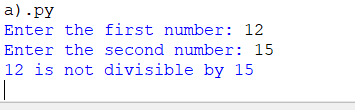 a).py
Enter the first number: 12
Enter the second number: 15
12 is not divisible by 15